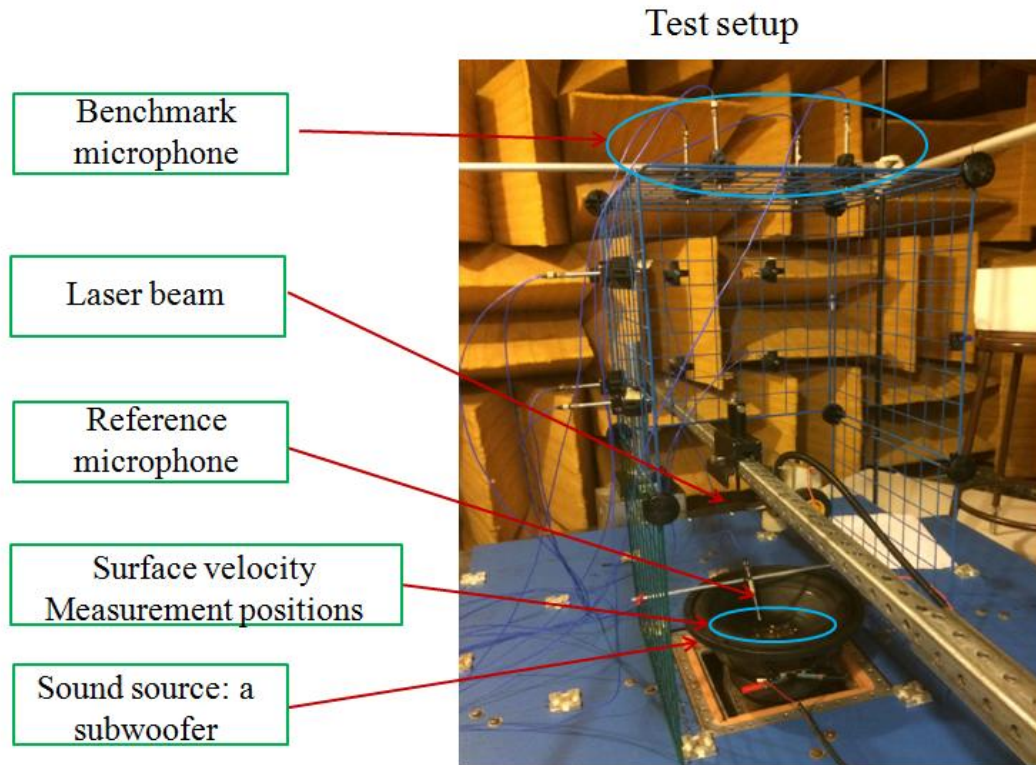 Test setup
Benchmark
microphone
Laser beam
Reference
microphone
Surface velocity
Measurement positions
Sound source: a
subwoofer